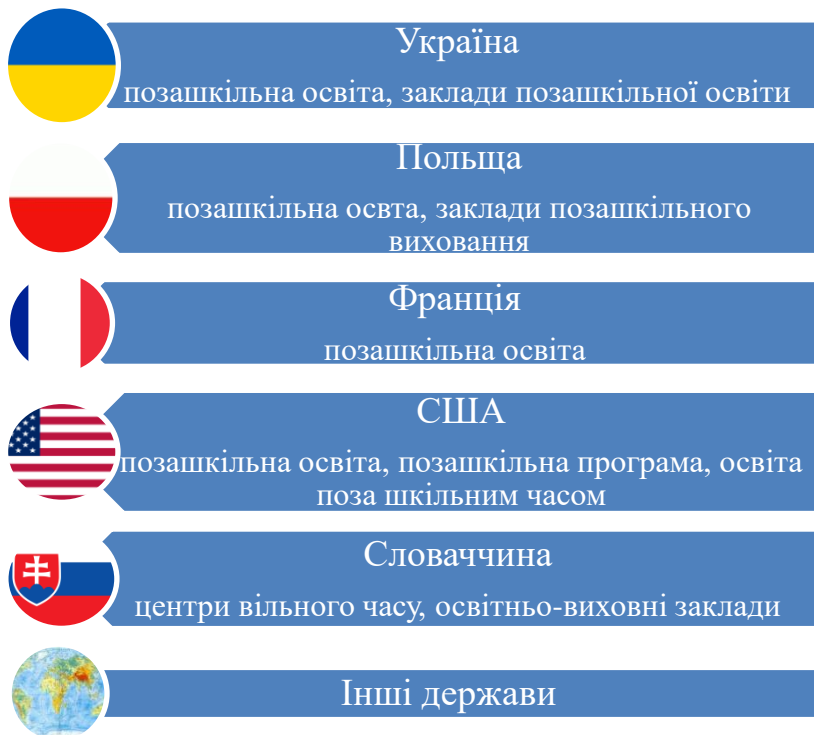 Україна
позашкільна освіта, заклади позашкільної освіти
Польща
позашкільна освта, заклади позашкільного
виховання
Франція
позашкільна освіта
США
позашкільна освіта, позашкільна програма, освіта
поза шкільним часом
Словаччина
центри вільного часу, освітньо-виховні заклади
Інші держави